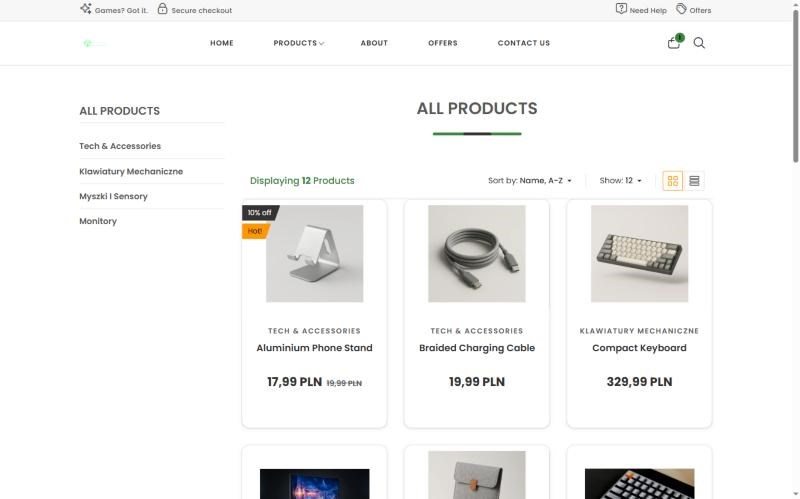 Games? Got it.
Secure checkout
Need Help
Offers
HOME
PRODUCTS
ABOUT
OFFERS
CONTACT US
ALL PRODUCTS
Tech & Accessories
Klawiatury Mechaniczne
Myszki I Sensory
Monitory
ALL PRODUCTS
Displaying 12 Products
Sort by: Name, A-Z
Show: 12
10% off
Hot!
TECH & ACCESSORIES
Aluminium Phone Stand
17,99 PLN 19,99 PLN
TECH & ACCESSORIES
Braided Charging Cable
19,99 PLN
KLAWIATURY MECHANICZNE
Compact Keyboard
329,99 PLN